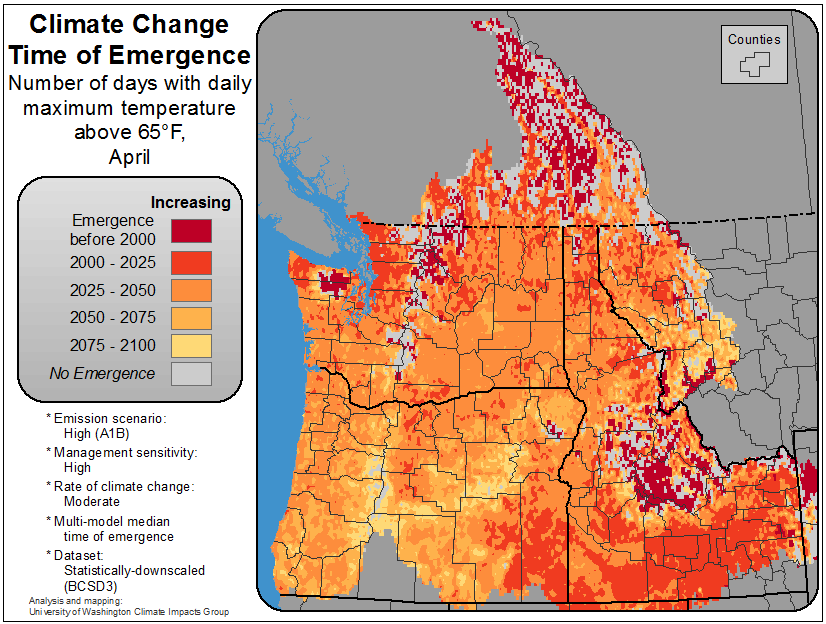 Climate Change
Time of Emergence
Number of days with daily
maximum temperature
above 65°F,
April
Counties
Increasing
Emergence
before 2000
2000 - 2025
2025 - 2050
2050 - 2075
2075 - 2100
No Emergence
* Emission scenario:
High (A1B)
* Management sensitivity:
High
* Rate of climate change:
Moderate
* Multi-model median
time of emergence
* Dataset:
Statistically-downscaled
(BCSD3)
Analysis and mapping:
University of Washington Climate Impacts Group